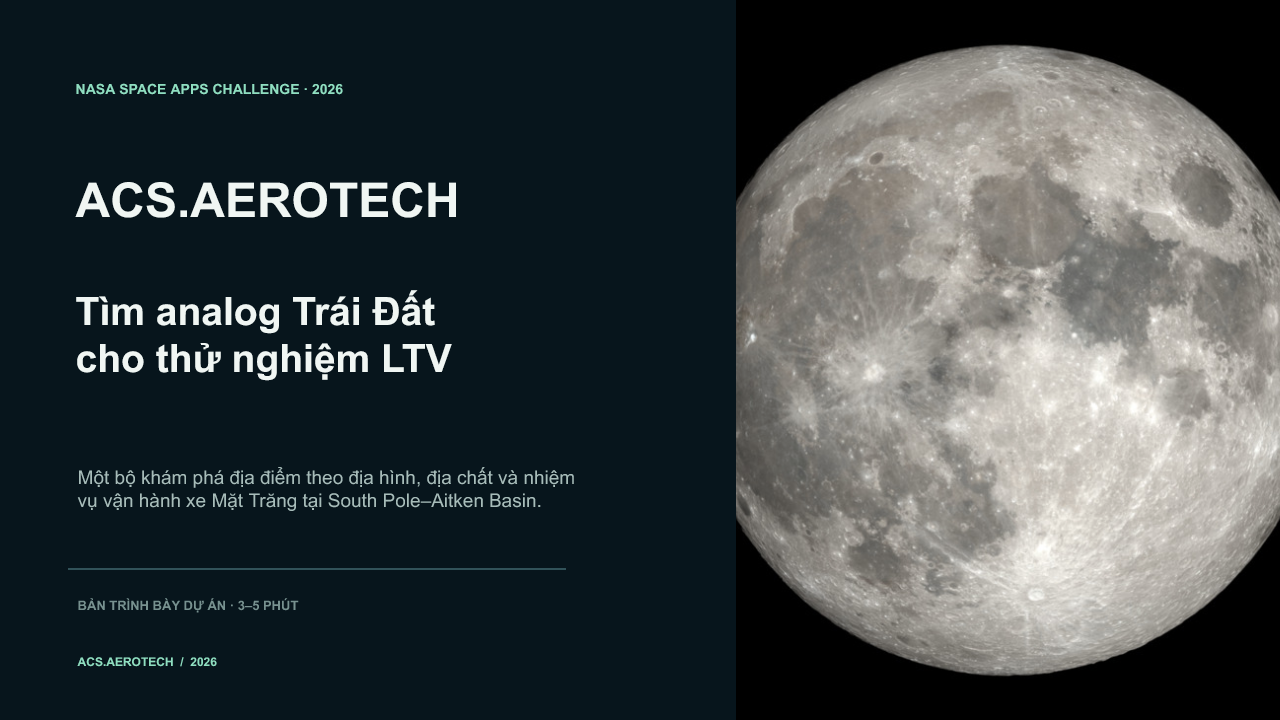 NASA SPACE APPS CHALLENGE · 2026
ACS.AEROTECH
Tìm analog Trái Đất
cho thử nghiệm LTV
Một bộ khám phá địa điểm theo địa hình, địa chất và nhiệm
vụ vận hành xe Mặt Trăng tại South Pole–Aitken Basin.
BẢN TRÌNH BÀY DỰ ÁN · 3–5 PHÚT
ACS.AEROTECH / 2026